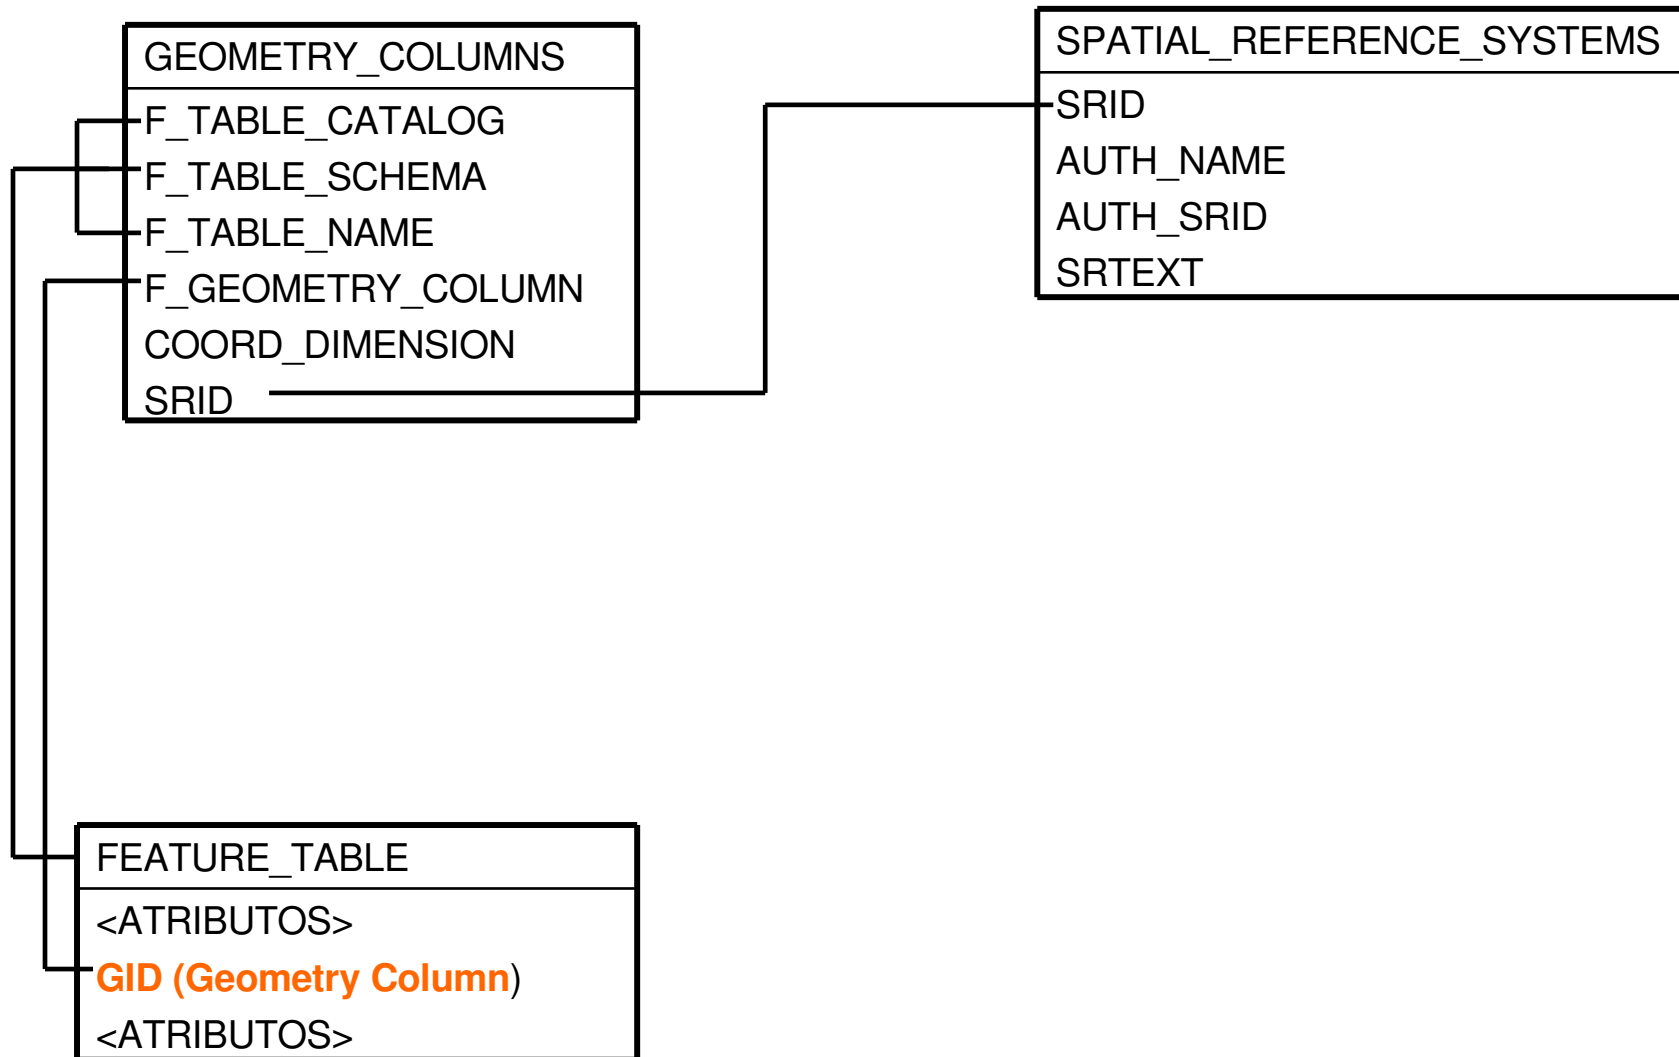 GEOMETRY_COLUMNS
F_TABLE_CATALOG
F_TABLE_SCHEMA
F_TABLE_NAME
F_GEOMETRY_COLUMN
COORD_DIMENSION
SRID
SPATIAL_REFERENCE_SYSTEMS
SRID
AUTH_NAME
AUTH_SRID
SRTEXT
FEATURE_TABLE
<ATRIBUTOS>
GID (Geometry Column)
<ATRIBUTOS>